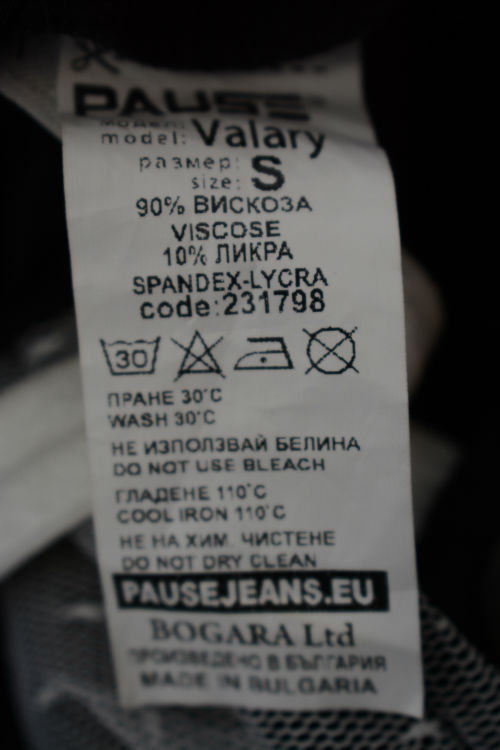 PAUSE
модел:
model: Valary
размер:
size: S
90% ВИСКОЗА
VISCOSE
10% ЛИКРА
SPANDEX-LYCRA
code:231798
30
ПРАНЕ 30°C
WASH 30°C
НЕ ИЗПОЛЗВАЙ БЕЛИНА
DO NOT USE BLEACH
ГЛАДЕНЕ 110°C
COOL IRON 110°C
НЕ НА ХИМ. ЧИСТЕНЕ
DO NOT DRY CLEAN
PAUSEJEANS.EU
BOGARA Ltd
ПРОИЗВЕДЕНО В БЪЛГАРИЯ
MADE IN BULGARIA